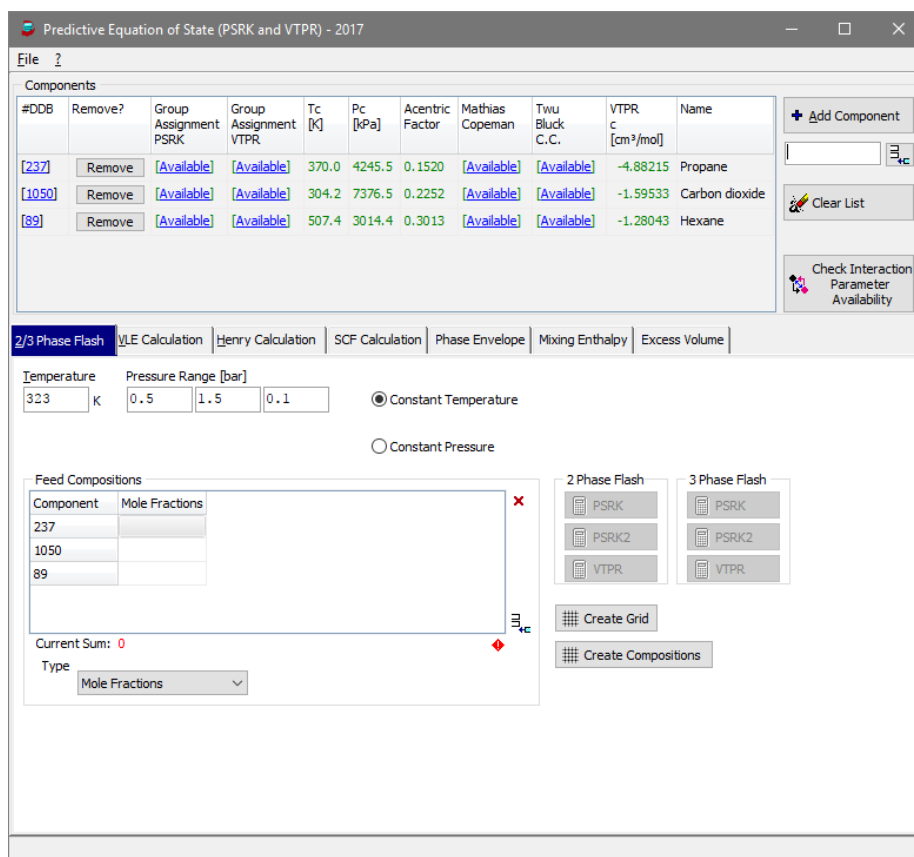 Predictive Equation of State (PSRK and VTPR) - 2017
File ?
Components
#DDB Remove? Group Assignment PSRK Group Assignment VTPR Tc [K] Pc [kPa] Acentric Factor Mathias Copeman Twu Bluck C.C. VTPR c [cm³/mol] Name
[237] Remove [Available] [Available] 370.0 4245.5 0.1520 [Available] [Available] -4.88215 Propane
[1050] Remove [Available] [Available] 304.2 7376.5 0.2252 [Available] [Available] -1.59533 Carbon dioxide
[89] Remove [Available] [Available] 507.4 3014.4 0.3013 [Available] [Available] -1.28043 Hexane
Add Component
Clear List
Check Interaction
Parameter
Availability
2/3 Phase Flash VLE Calculation Henry Calculation SCF Calculation Phase Envelope Mixing Enthalpy Excess Volume
Temperature Pressure Range [bar]
323 K 0.5 1.5 0.1 Constant Temperature
Constant Pressure
Feed Compositions
Component Mole Fractions
237
1050
89
Current Sum: 0
Type
Mole Fractions
2 Phase Flash 3 Phase Flash
PSRK PSRK
PSRK2 PSRK2
VTPR VTPR
Create Grid
Create Compositions